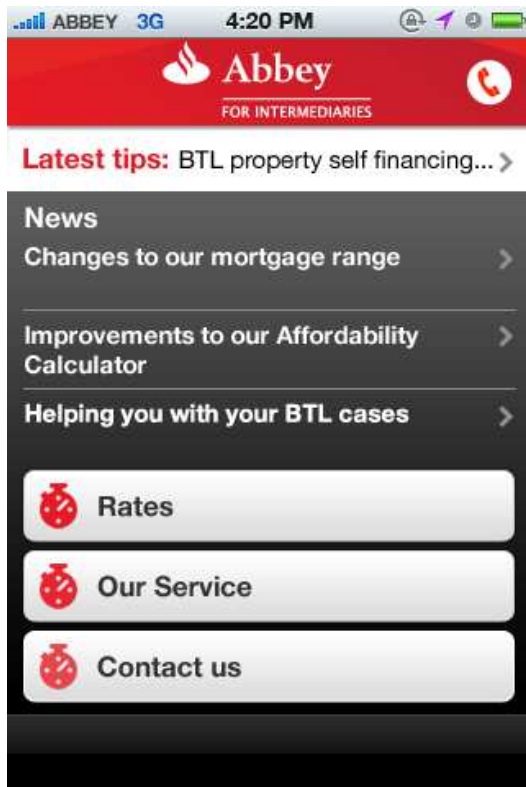 ABBEY 3G 4:20 PM
Abbey
FOR INTERMEDIARIES
Latest tips: BTL property self financing...
News
Changes to our mortgage range
Improvements to our Affordability
Calculator
Helping you with your BTL cases
Rates
Our Service
Contact us